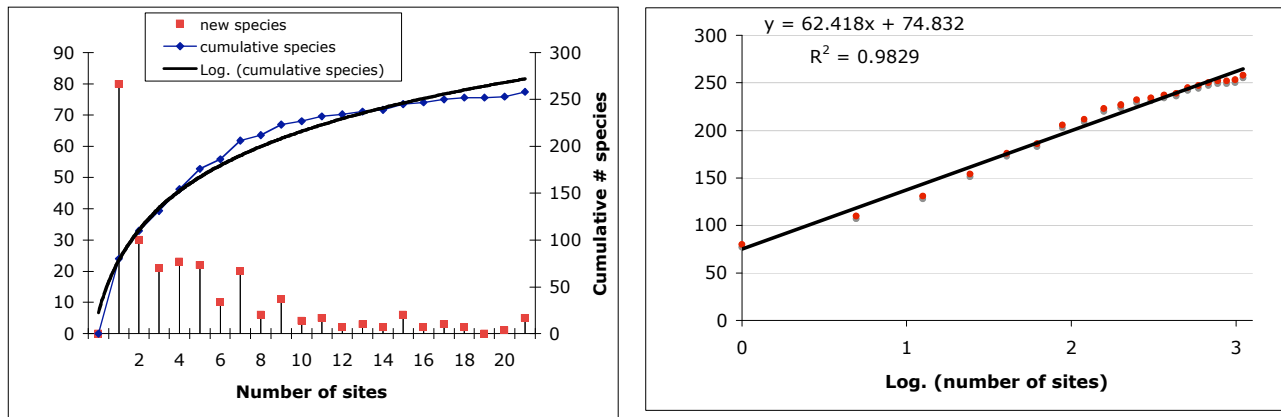 new species
cumulative species
Log. (cumulative species)
90
80
70
60
50
40
30
20
10
0
300
250
200
150
100
50
0
Cumulative # species
2 4 6 8 10 12 14 16 18 20
Number of sites
y = 62.418x + 74.832
R² = 0.9829
300
250
200
150
100
50
0
0 1 2 3
Log. (number of sites)